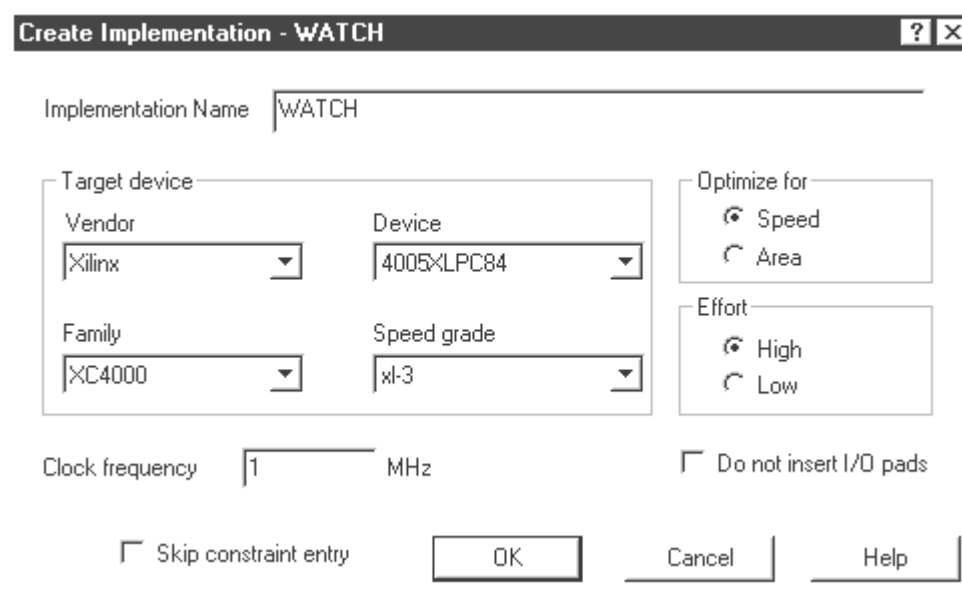 Create Implementation - WATCH
Implementation Name WATCH
Target device
Vendor Device
Xilinx 4005XLPC84
Family Speed grade
XC4000 xl-3
Optimize for
Speed
Area
Effort
High
Low
Clock frequency 1 MHz
Do not insert I/O pads
Skip constraint entry OK Cancel Help